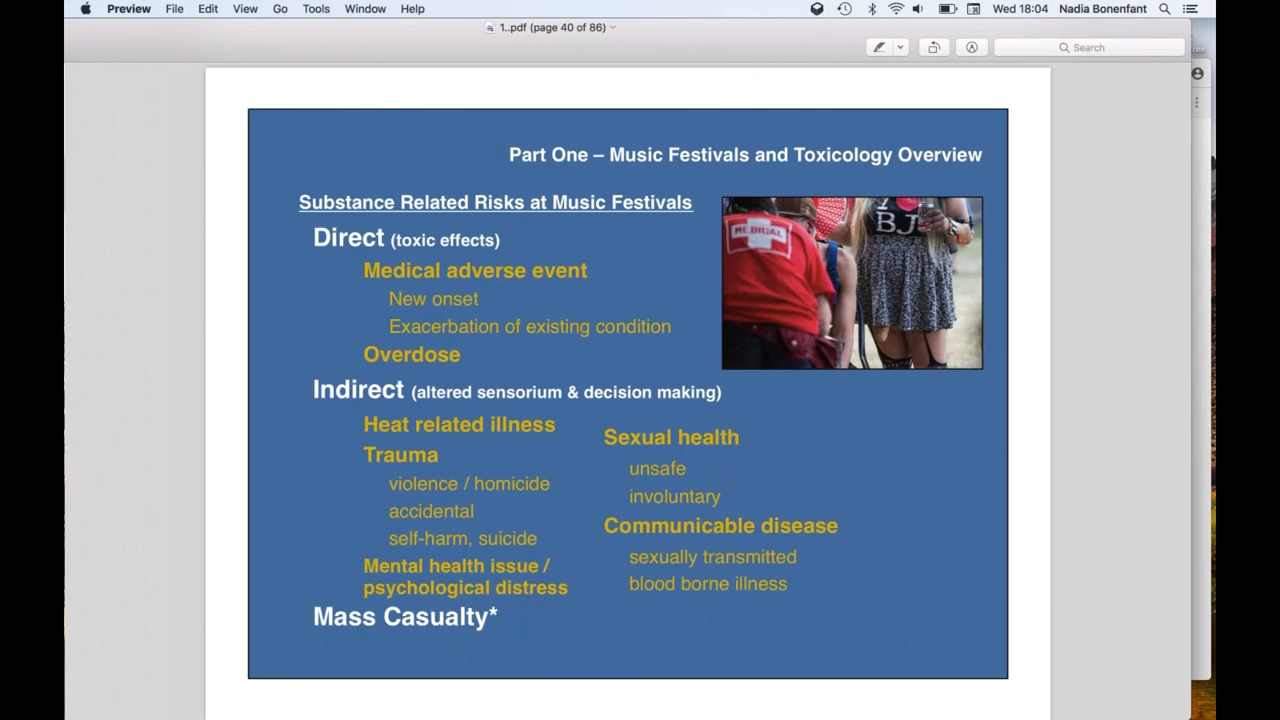 Preview File Edit View Go Tools Window Help Wed 18:04 Nadia Bonenfant
1..pdf (page 40 of 86)
Search
Part One – Music Festivals and Toxicology Overview
Substance Related Risks at Music Festivals
Direct (toxic effects)
Medical adverse event
New onset
Exacerbation of existing condition
Overdose
MEDICAL
BJ
Indirect (altered sensorium & decision making)
Heat related illness
Trauma
violence / homicide
accidental
self-harm, suicide
Mental health issue /
psychological distress
Sexual health
unsafe
involuntary
Communicable disease
sexually transmitted
blood borne illness
Mass Casualty*